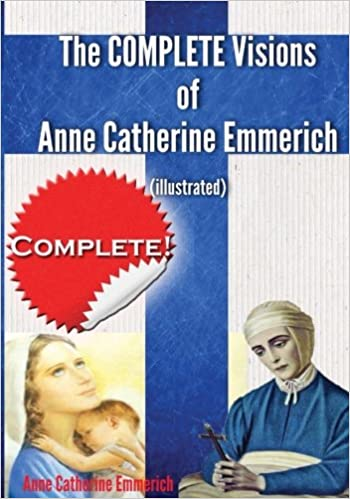 The COMPLETE Visions
of
Anne Catherine Emmerich
(illustrated)
COMPLETE!
Anne Catherine Emmerich